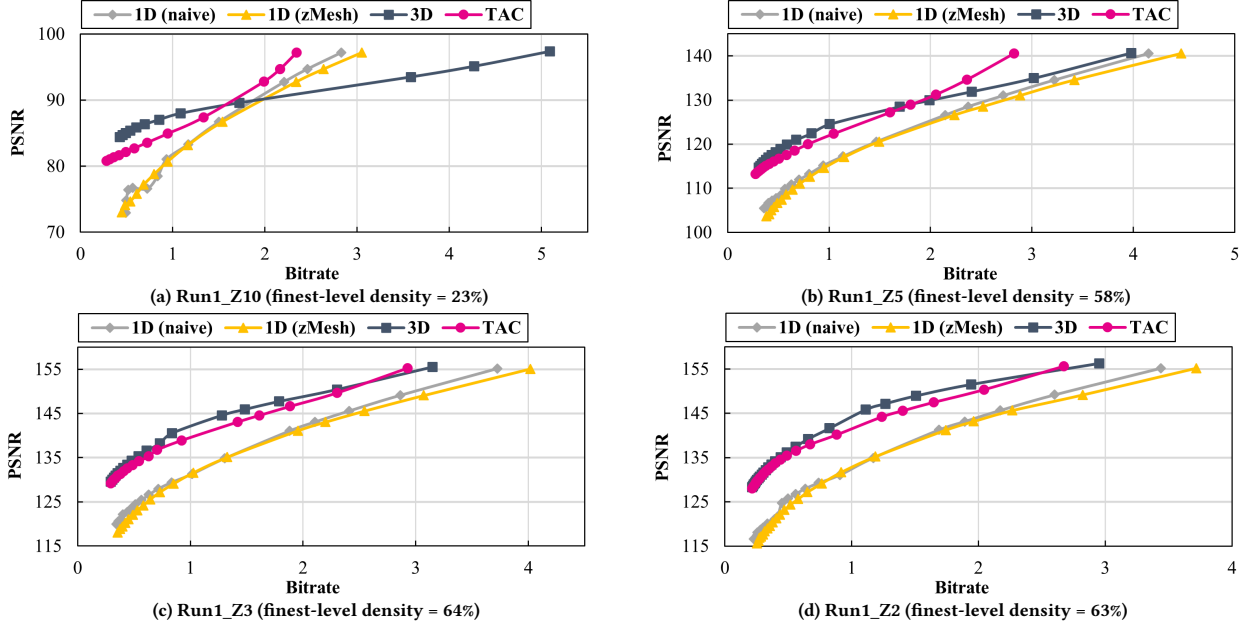 1D (naive) 1D (zMesh) 3D TAC
100
90
80
70
PSNR
0 1 2 3 4 5
Bitrate
(a) Run1_Z10 (finest-level density = 23%)
1D (naive) 1D (zMesh) 3D TAC
140
130
120
110
100
PSNR
0 1 2 3 4 5
Bitrate
(b) Run1_Z5 (finest-level density = 58%)
1D (naive) 1D (zMesh) 3D TAC
155
145
135
125
115
PSNR
0 1 2 3 4
Bitrate
(c) Run1_Z3 (finest-level density = 64%)
1D (naive) 1D (zMesh) 3D TAC
155
145
135
125
115
PSNR
0 1 2 3 4
Bitrate
(d) Run1_Z2 (finest-level density = 63%)